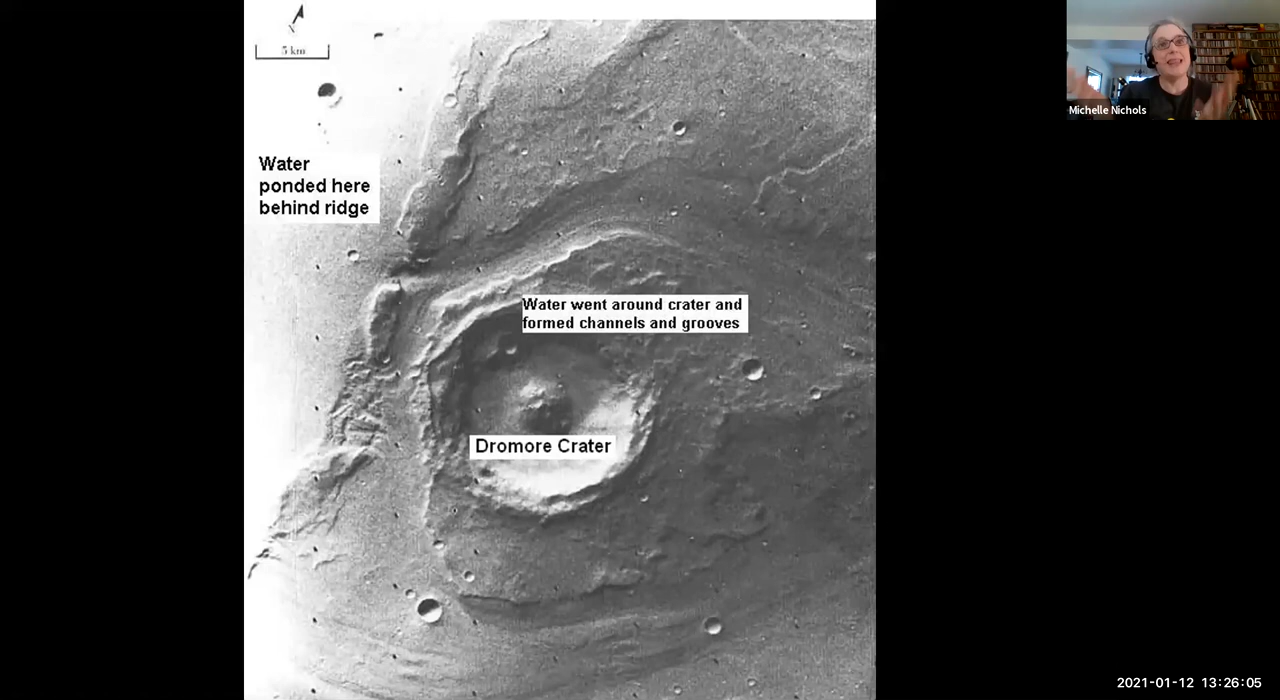 5 km
Michelle Nichols
Water
ponded here
behind ridge
Water went around crater and
formed channels and grooves
Dromore Crater
2021-01-12 13:26:05